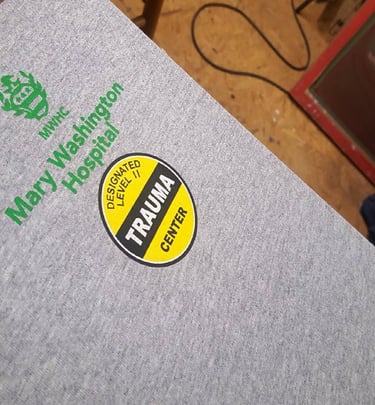 MWHC
Mary Washington
Hospital
DESIGNATED
LEVEL II
TRAUMA
CENTER